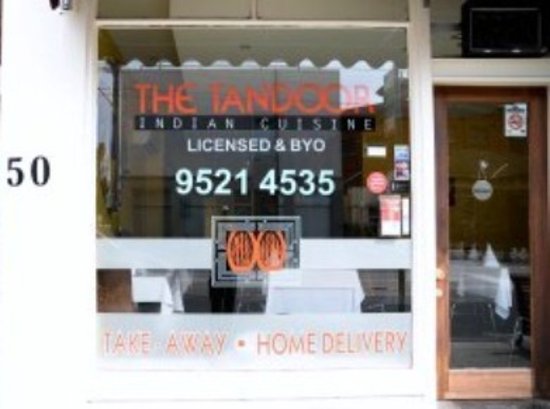 THE TANDOOR
INDIAN CUISINE
LICENSED & BYO
50
9521 4535
TAKE-AWAY • HOME DELIVERY